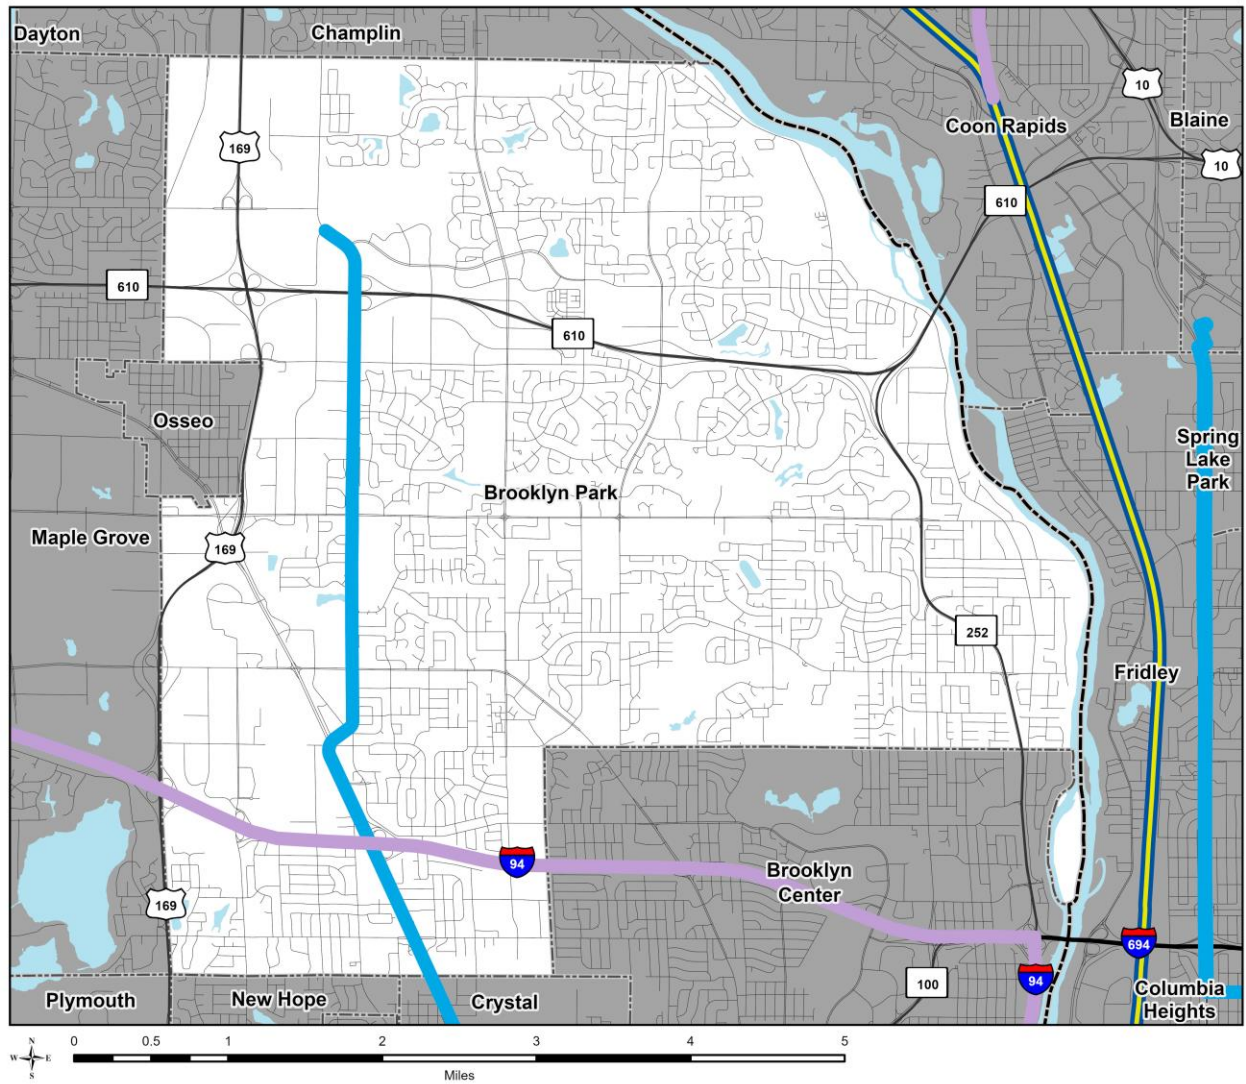 Dayton
Champlin
10
Coon Rapids
Blaine
169
10
610
610
610
Osseo
Spring
Lake
Park
Brooklyn Park
Maple Grove
169
252
Fridley
94
Brooklyn
Center
169
694
94
100
Plymouth
New Hope
Crystal
Columbia
Heights
N
W E
S
0 0.5 1 2 3 4 5
Miles